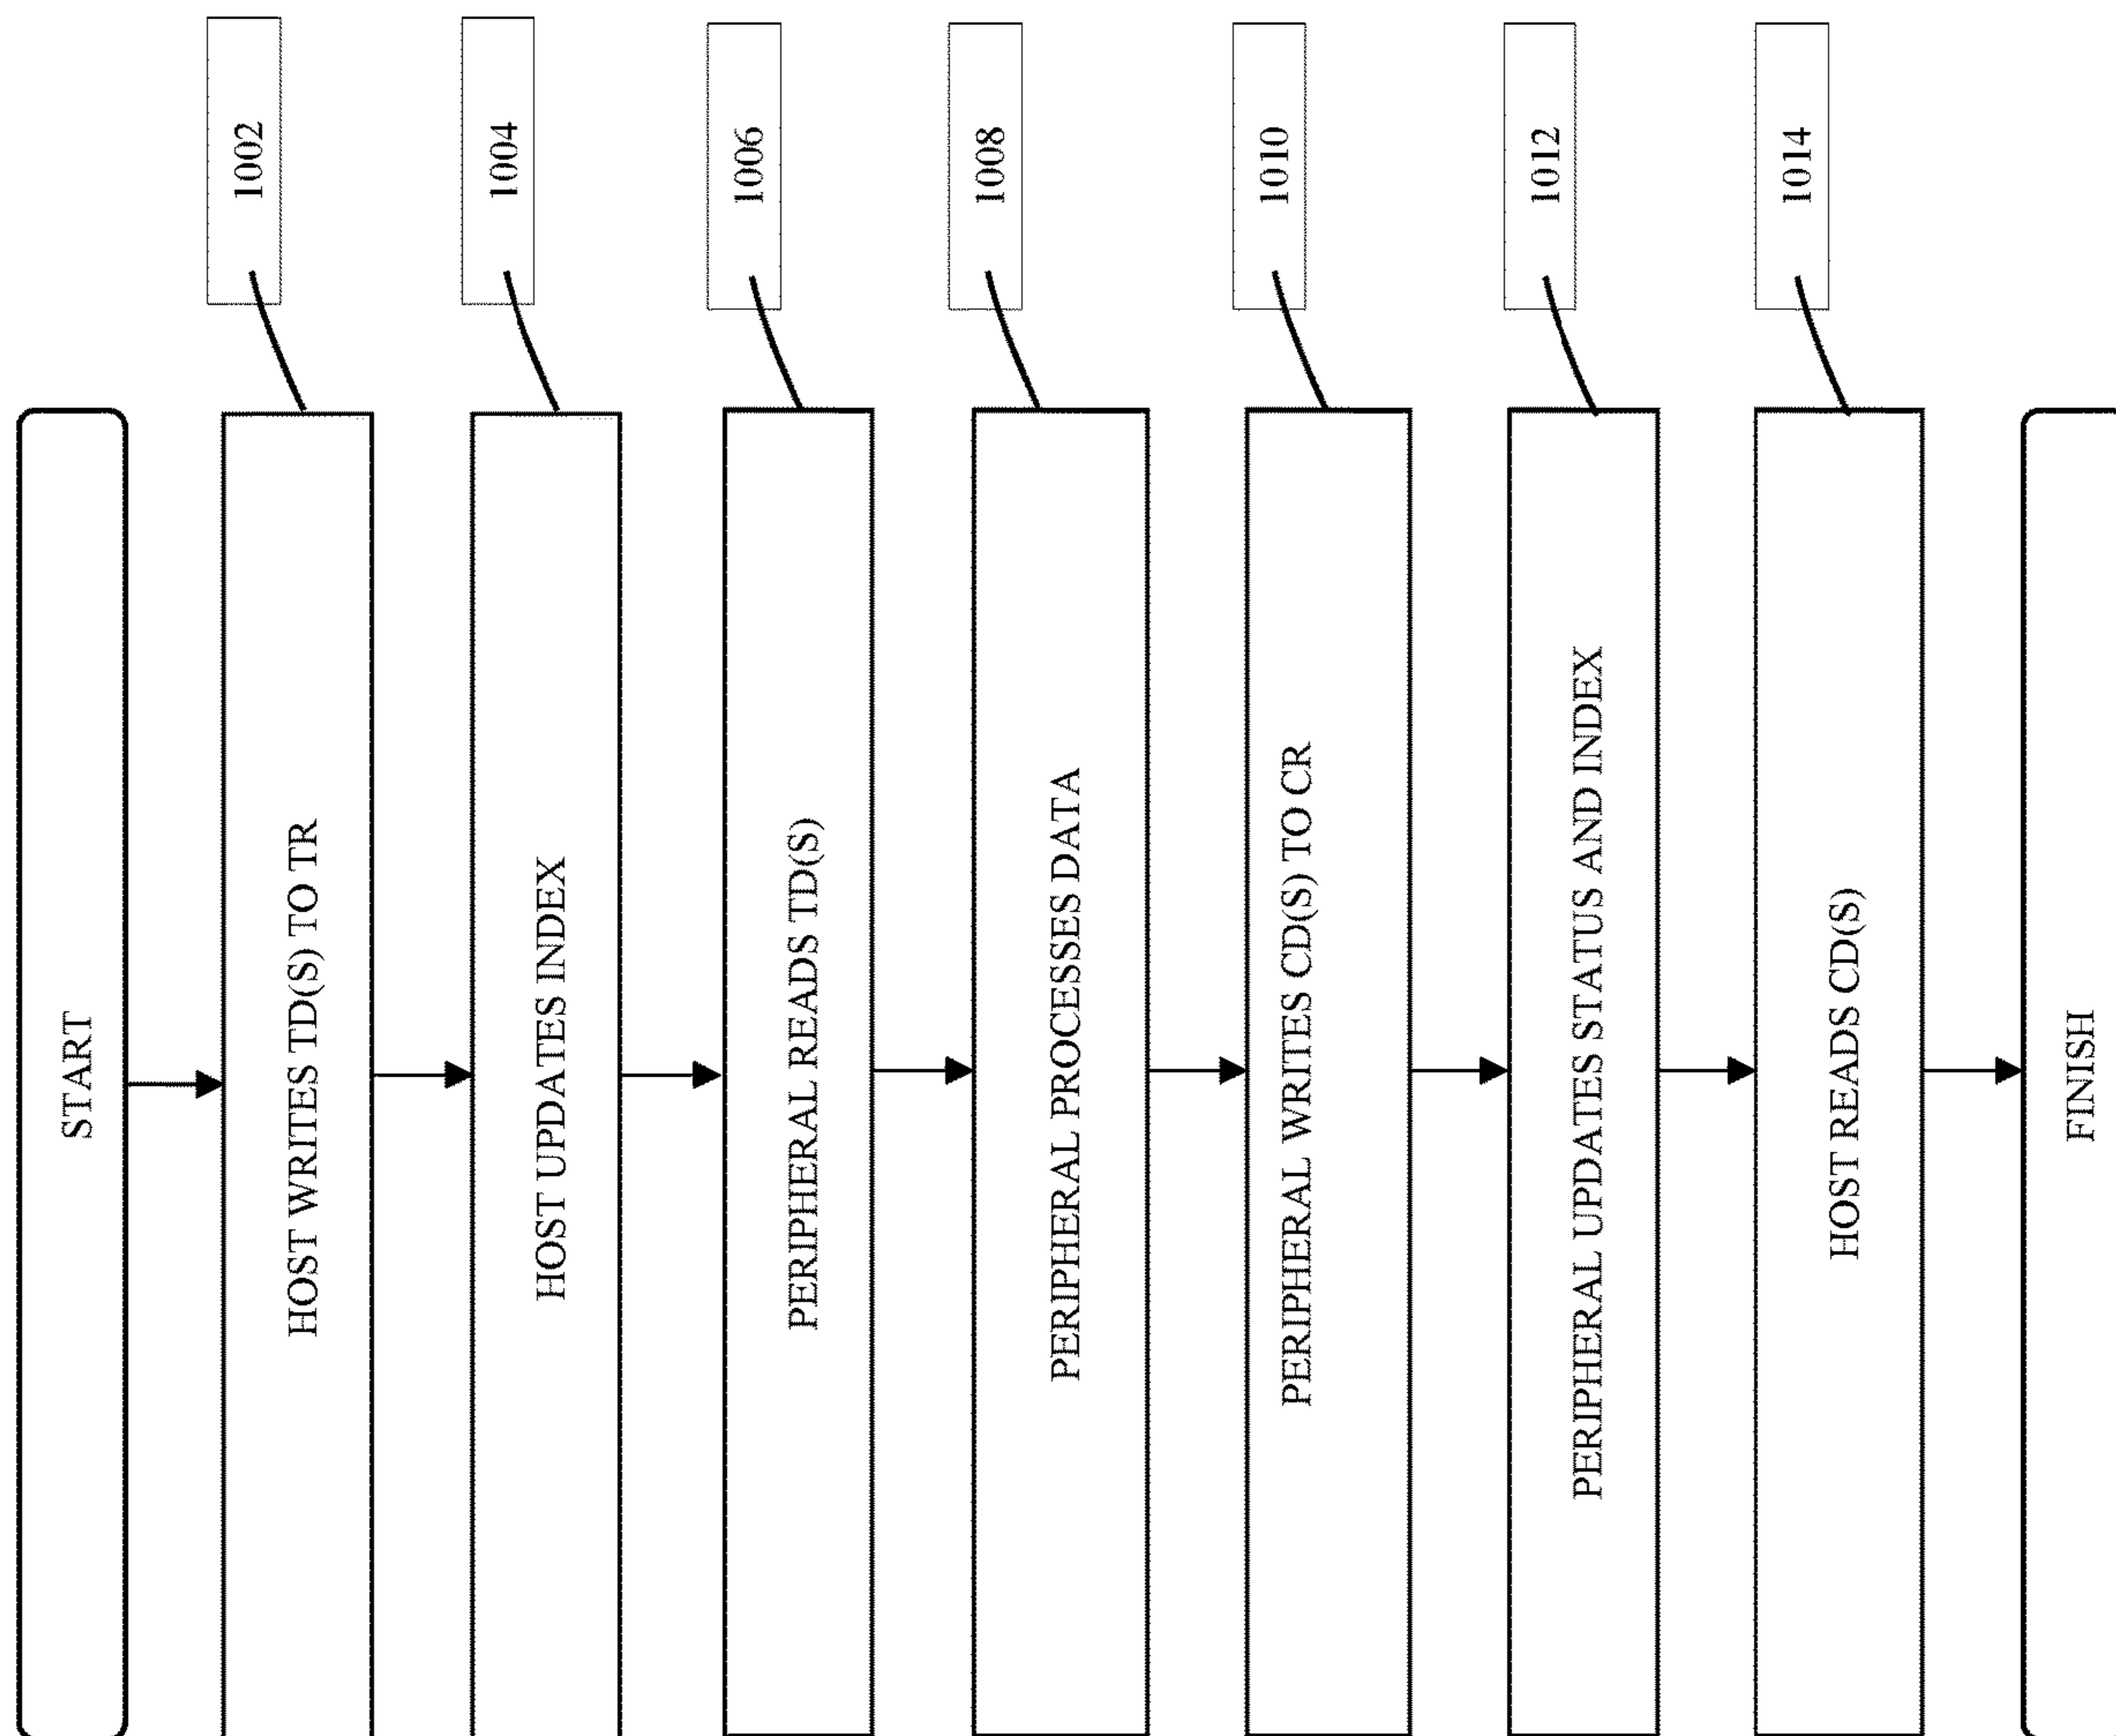 START
HOST WRITES TD(S) TO TR
1002
HOST UPDATES INDEX
1004
PERIPHERAL READS TD(S)
1006
PERIPHERAL PROCESSES DATA
1008
PERIPHERAL WRITES CD(S) TO CR
1010
PERIPHERAL UPDATES STATUS AND INDEX
1012
HOST READS CD(S)
1014
FINISH